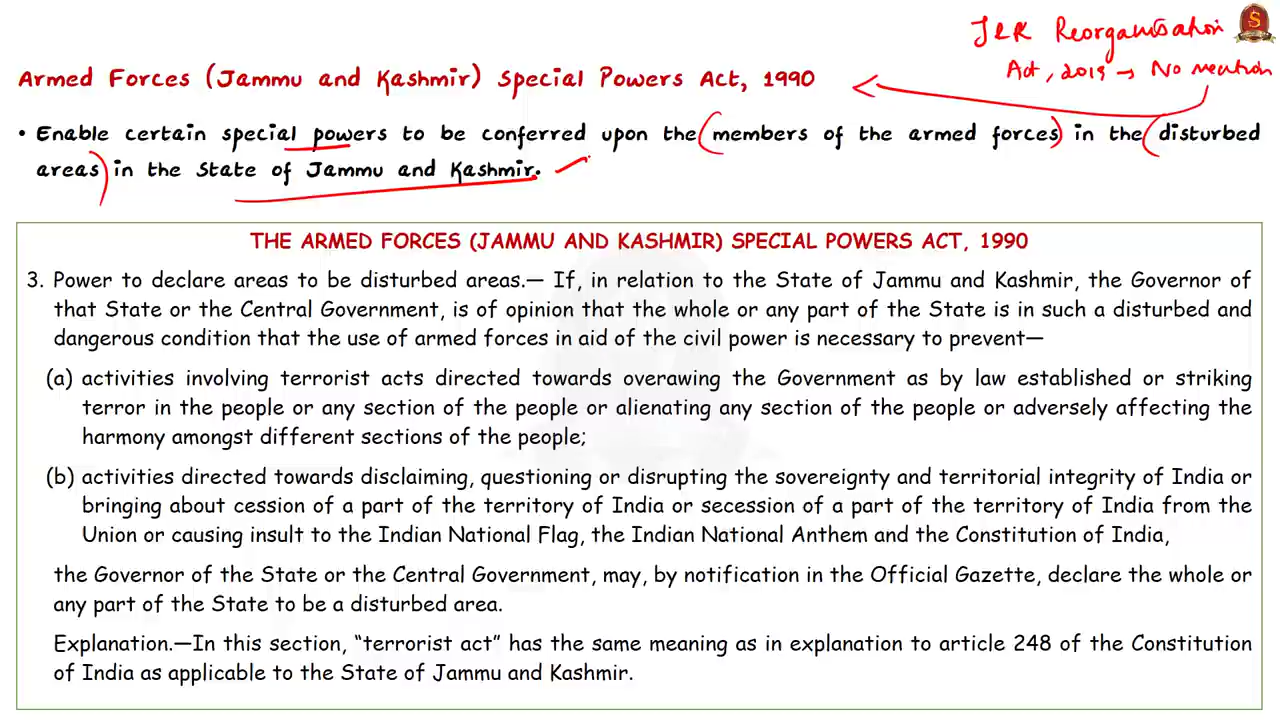 J&K Reorganisation
Act, 2019 → No mention
Armed Forces (Jammu and Kashmir) Special Powers Act, 1990
• Enable certain special powers to be conferred upon the members of the armed forces in the disturbed
areas in the State of Jammu and Kashmir.
THE ARMED FORCES (JAMMU AND KASHMIR) SPECIAL POWERS ACT, 1990
3. Power to declare areas to be disturbed areas.— If, in relation to the State of Jammu and Kashmir, the Governor of
that State or the Central Government, is of opinion that the whole or any part of the State is in such a disturbed and
dangerous condition that the use of armed forces in aid of the civil power is necessary to prevent—
(a) activities involving terrorist acts directed towards overawing the Government as by law established or striking
terror in the people or any section of the people or alienating any section of the people or adversely affecting the
harmony amongst different sections of the people;
(b) activities directed towards disclaiming, questioning or disrupting the sovereignty and territorial integrity of India or
bringing about cession of a part of the territory of India or secession of a part of the territory of India from the
Union or causing insult to the Indian National Flag, the Indian National Anthem and the Constitution of India,
the Governor of the State or the Central Government, may, by notification in the Official Gazette, declare the whole or
any part of the State to be a disturbed area.
Explanation.—In this section, “terrorist act” has the same meaning as in explanation to article 248 of the Constitution
of India as applicable to the State of Jammu and Kashmir.